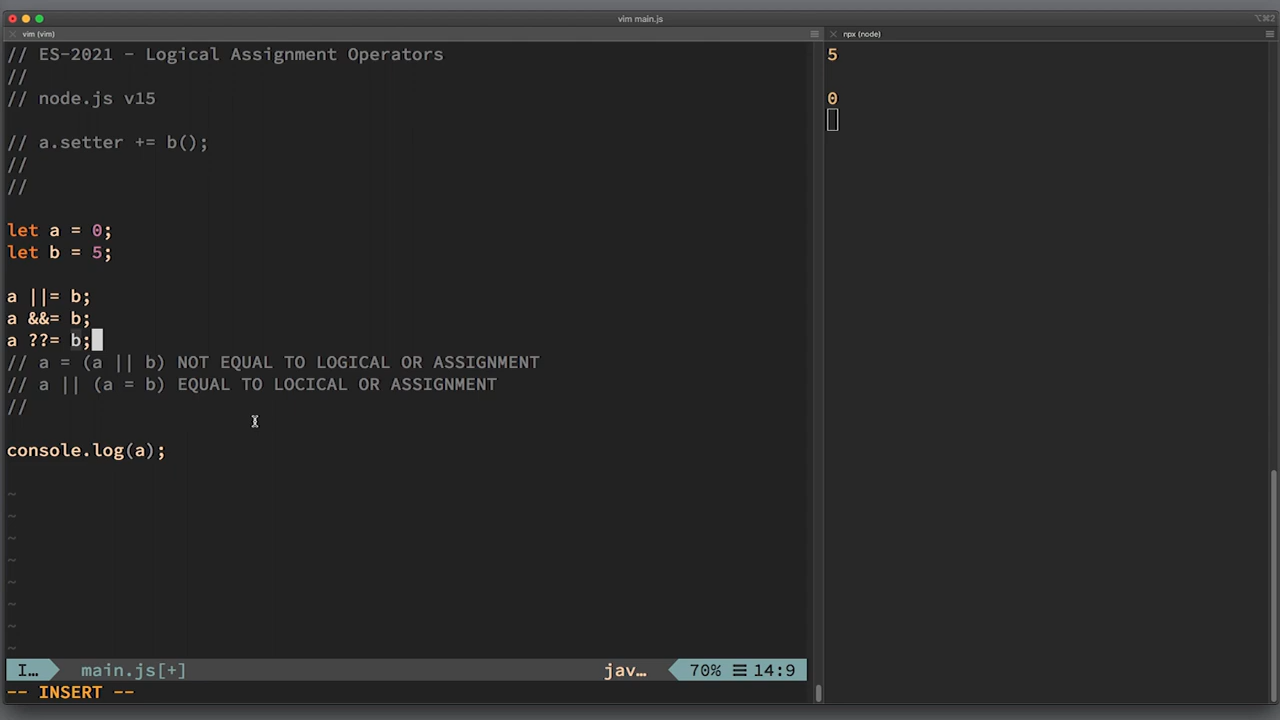 vim main.js
⌥⌘2
vim (vim)
npx (node)
// ES-2021 - Logical Assignment Operators
//
// node.js v15
// a.setter += b();
//
//
let a = 0;
let b = 5;
a ||= b;
a &&= b;
a ??= b;
// a = (a || b) NOT EQUAL TO LOGICAL OR ASSIGNMENT
// a || (a = b) EQUAL TO LOCICAL OR ASSIGNMENT
//
console.log(a);
~
~
~
~
~
~
~
~
I… main.js[+] jav… 70% ☰ 14:9
-- INSERT --
5
0